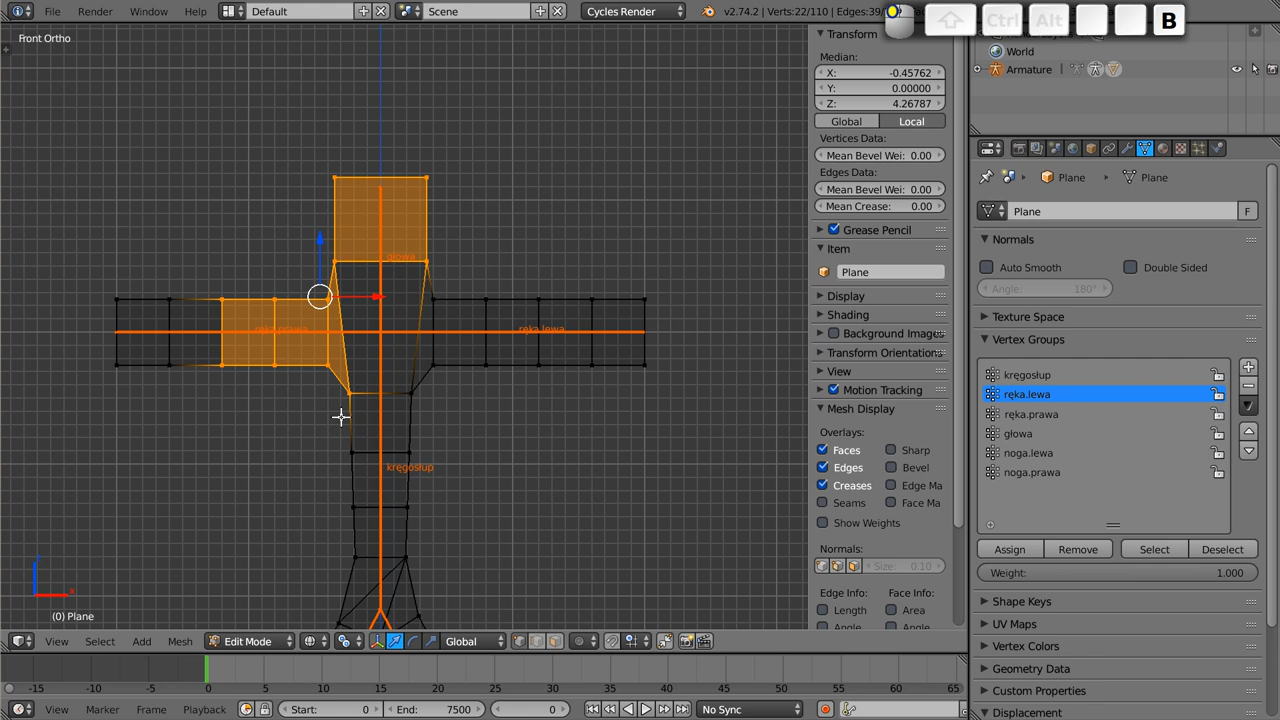 File Render Window Help Default Scene Cycles Render v2.74.2 | Verts:22/110 | Edges:39/
Ctrl Alt B
Front Ortho
Transform
Median:
X: -0.45762
Y: 0.00000
Z: 4.26787
Global Local
Vertices Data:
Mean Bevel Wei: 0.00
Edges Data:
Mean Bevel Wei: 0.00
Mean Crease: 0.00
Grease Pencil
Item
Plane
Display
Shading
Background Images
Transform Orientations
View
Motion Tracking
Mesh Display
Overlays:
Faces Sharp
Edges Bevel
Creases Edge Ma
Seams Face Ma
Show Weights
Normals:
Size: 0.10
Edge Info: Face Info:
Length Area
Angle Angle
głowa
ręka.prawa ręka.lewa
kręgosłup
(0) Plane
View Select Add Mesh Edit Mode Global
-15 -10 -5 0 5 10 15 20 25 30 35 40 45 50 55 60 65
View Marker Frame Playback Start: 0 End: 7500 0 No Sync
World
Armature
Plane Plane
Plane F
Normals
Auto Smooth Double Sided
Angle: 180°
Texture Space
Vertex Groups
kręgosłup
ręka.lewa
ręka.prawa
głowa
noga.lewa
noga.prawa
Assign Remove Select Deselect
Weight: 1.000
Shape Keys
UV Maps
Vertex Colors
Geometry Data
Custom Properties
Displacement